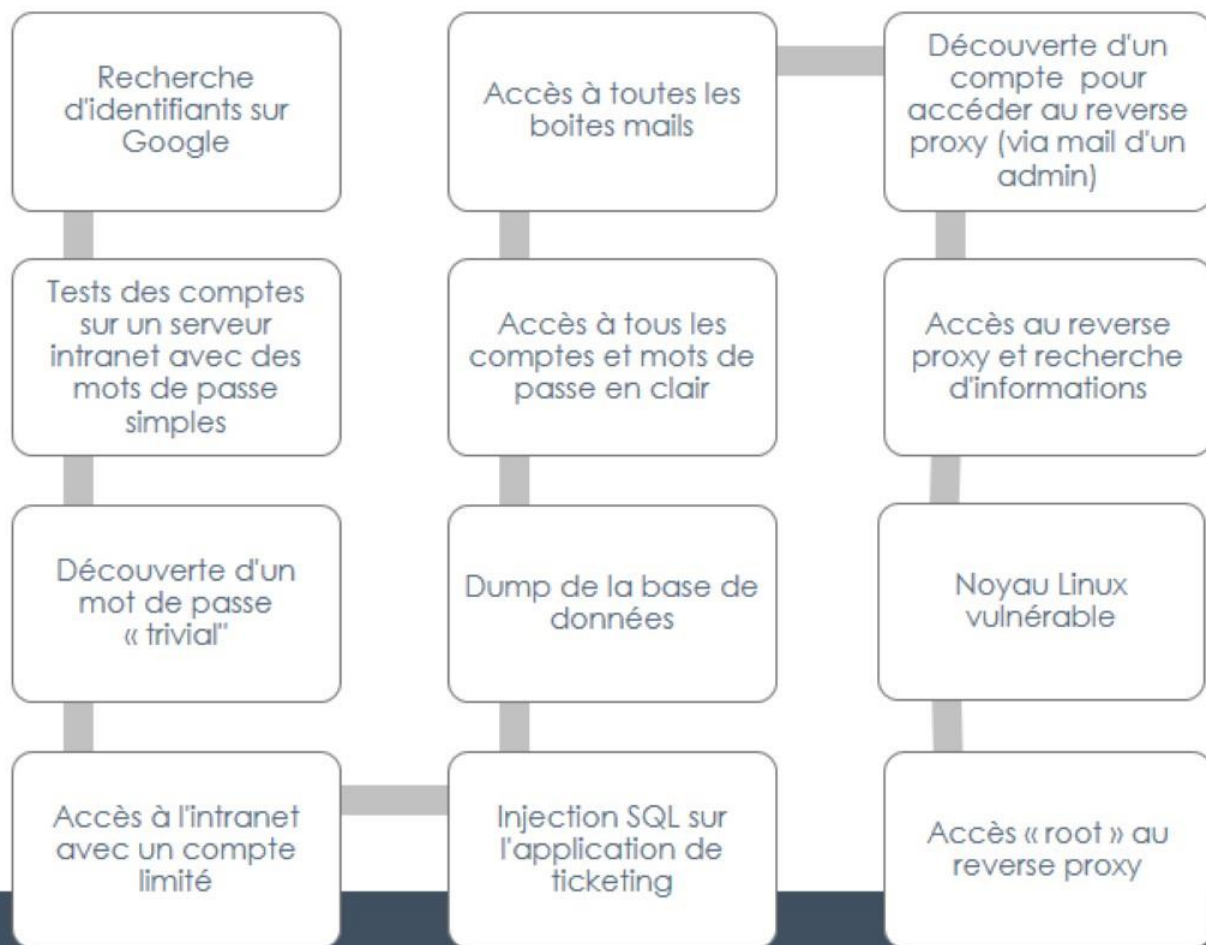 Recherche
d'identifiants sur
Google
Tests des comptes
sur un serveur
intranet avec des
mots de passe
simples
Découverte d'un
mot de passe
« trivial"
Accès à l'intranet
avec un compte
limité
Injection SQL sur
l'application de
ticketing
Dump de la base de
données
Accès à tous les
comptes et mots de
passe en clair
Accès à toutes les
boites mails
Découverte d'un
compte pour
accéder au reverse
proxy (via mail d'un
admin)
Accès au reverse
proxy et recherche
d'informations
Noyau Linux
vulnérable
Accès « root » au
reverse proxy